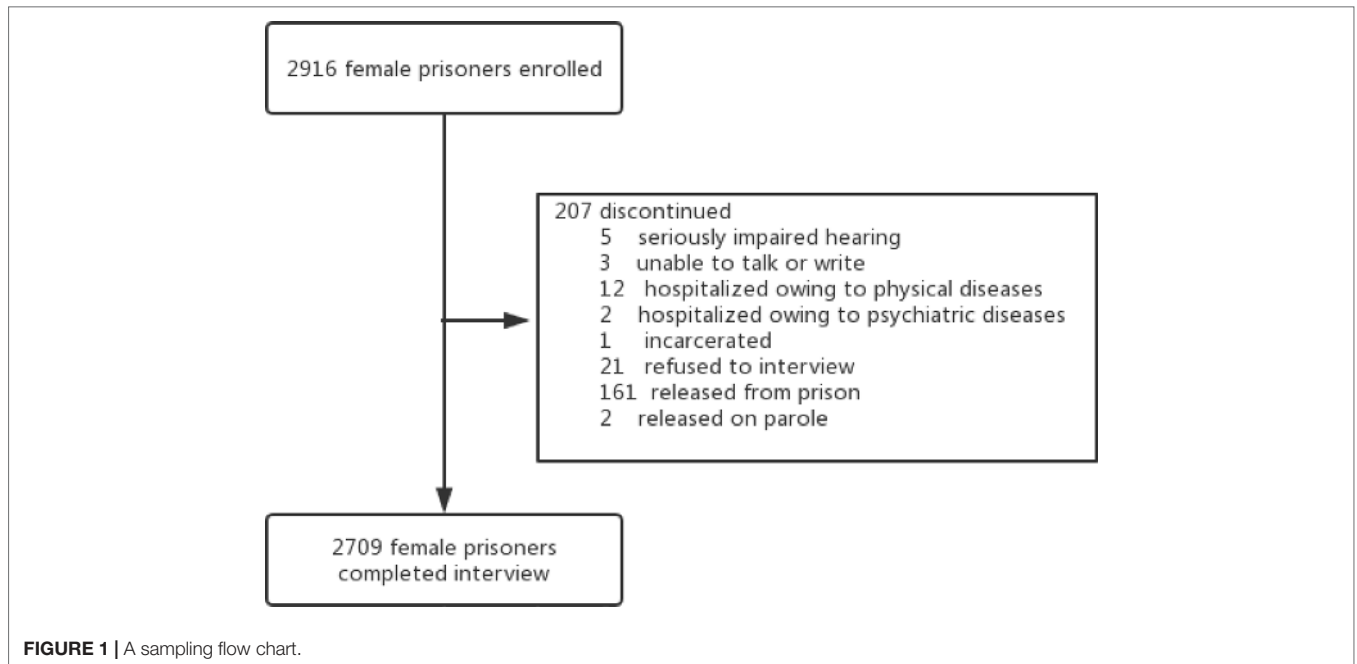 2916 female prisoners enrolled
207 discontinued
5 seriously impaired hearing
3 unable to talk or write
12 hospitalized owing to physical diseases
2 hospitalized owing to psychiatric diseases
1 incarcerated
21 refused to interview
161 released from prison
2 released on parole
2709 female prisoners
completed interview
FIGURE 1 | A sampling flow chart.